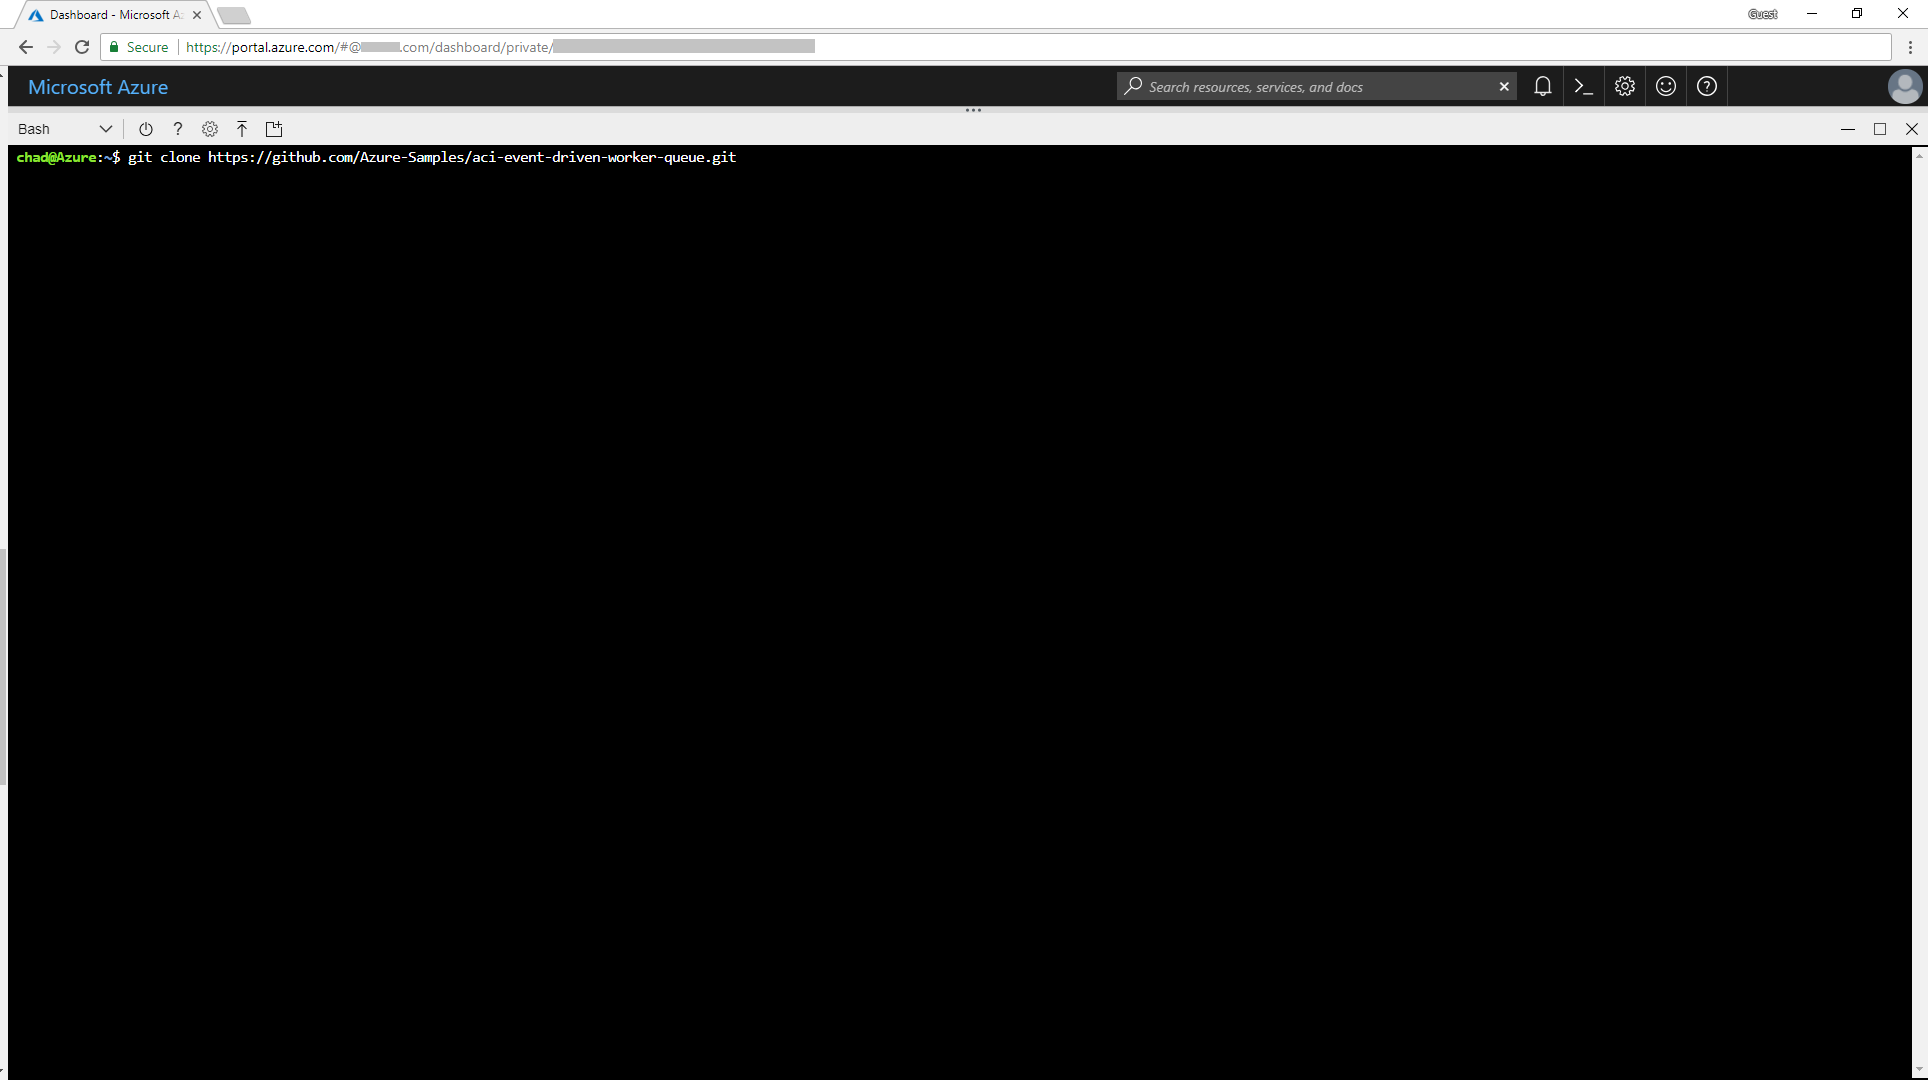 Dashboard - Microsoft A
Guest
Secure https://portal.azure.com/#@ .com/dashboard/private/
Microsoft Azure
Search resources, services, and docs
Bash
chad@Azure:~$ git clone https://github.com/Azure-Samples/aci-event-driven-worker-queue.git